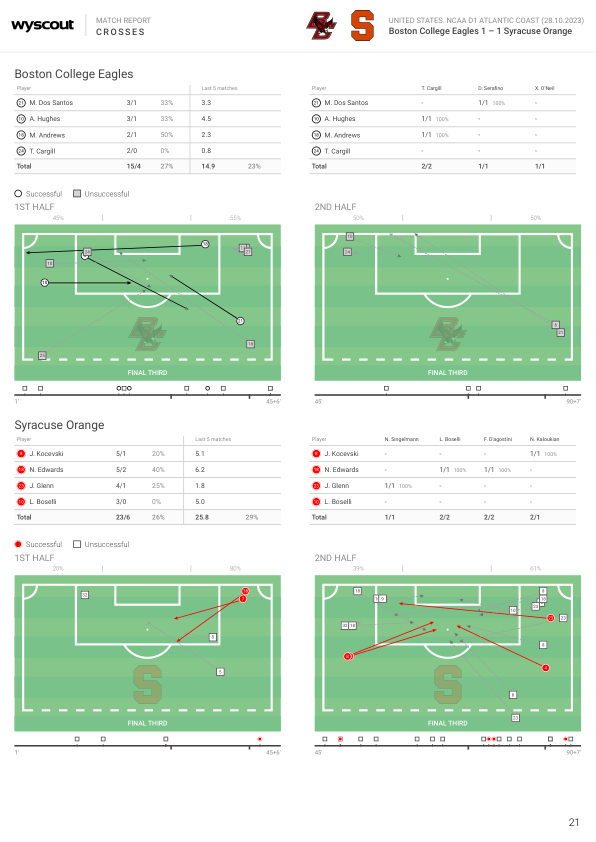 wyscout
MATCH REPORT
CROSSES
UNITED STATES. NCAA D1 ATLANTIC COAST (28.10.2023)
Boston College Eagles 1 – 1 Syracuse Orange
Boston College Eagles
Player Last 5 matches
21 M. Dos Santos 3/1 33% 3.3
10 A. Hughes 3/1 33% 4.5
18 M. Andrews 2/1 50% 2.3
24 T. Cargill 2/0 0% 0.8
Total 15/4 27% 14.9 23%
Player T. Cargill D. Serafino X. O'Neil
21 M. Dos Santos - 1/1 100% -
10 A. Hughes 1/1 100% - -
18 M. Andrews 1/1 100% - -
24 T. Cargill - - -
Total 2/2 1/1 1/1
Successful Unsuccessful
1ST HALF
45% 55%
FINAL THIRD
1' 45+6'
2ND HALF
50% 50%
FINAL THIRD
45' 90+7'
Syracuse Orange
Player Last 5 matches
J. Kocevski 5/1 20% 5.1
N. Edwards 5/2 40% 6.2
J. Glenn 4/1 25% 1.8
L. Boselli 3/0 0% 5.0
Total 23/6 26% 25.8 29%
Player N. Singelmann L. Boselli F. D'agostini N. Kaloukian
J. Kocevski - - - 1/1 100%
N. Edwards - 1/1 100% 1/1 100% -
J. Glenn 1/1 100% - - -
L. Boselli - - - -
Total 1/1 2/2 2/2 2/1
Successful Unsuccessful
1ST HALF
20% 80%
S
FINAL THIRD
1' 45+6'
2ND HALF
39% 61%
S
FINAL THIRD
45' 90+7'
21